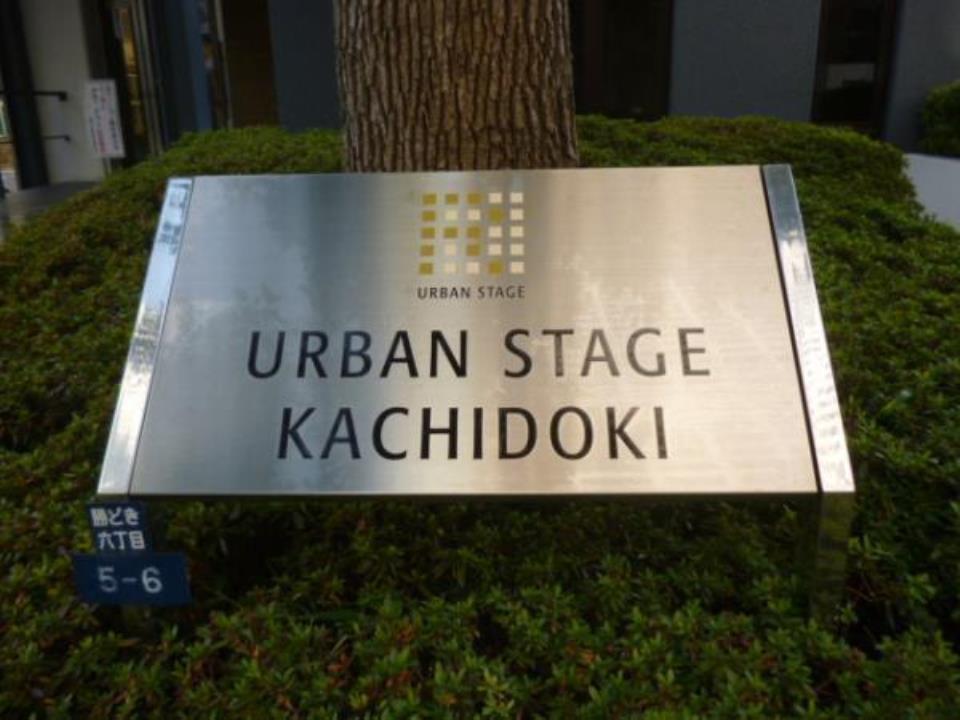 URBAN STAGE
URBAN STAGE
KACHIDOKI
勝どき
六丁目
5-6